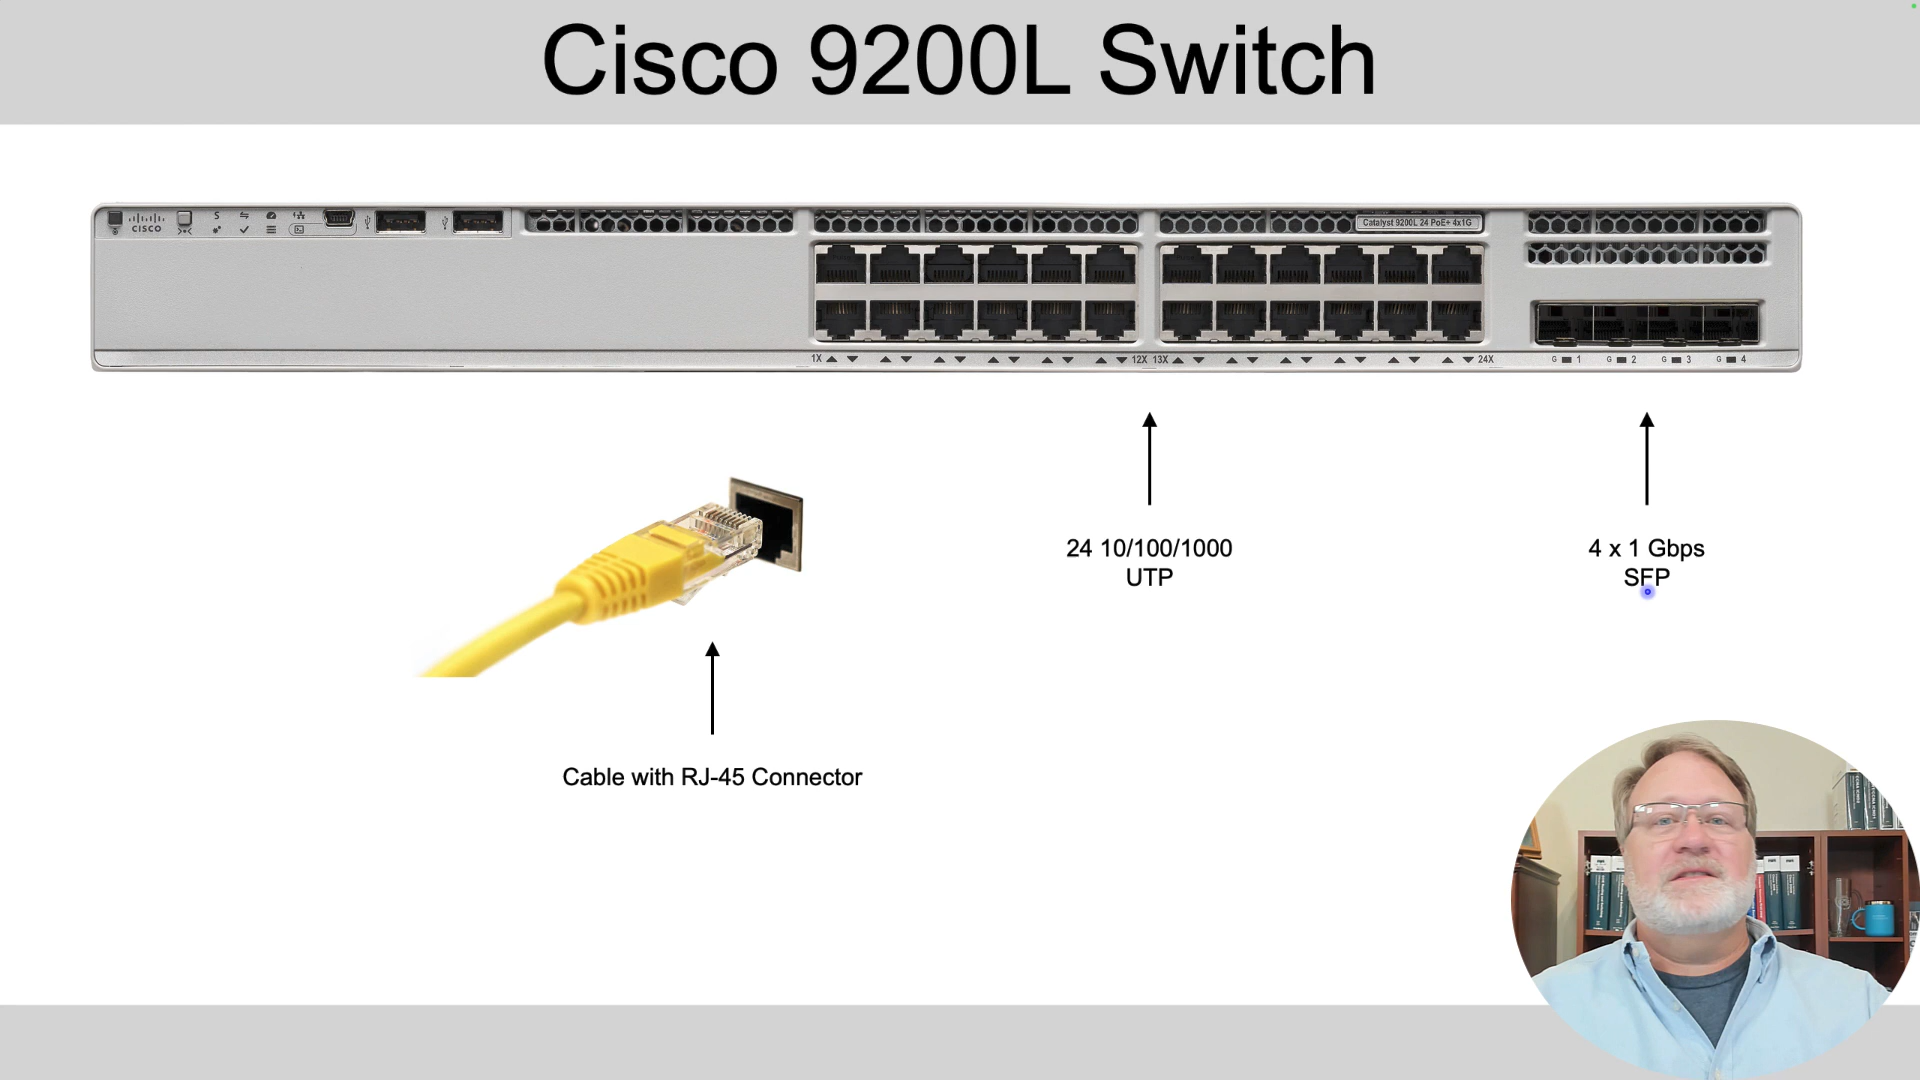 Cisco 9200L Switch
CISCO
S
Catalyst 9200L 24 PoE+ 4x1G
1X 12X 13X 24X
G 1 G 2 G 3 G 4
24 10/100/1000
UTP
4 x 1 Gbps
SFP
Cable with RJ-45 Connector